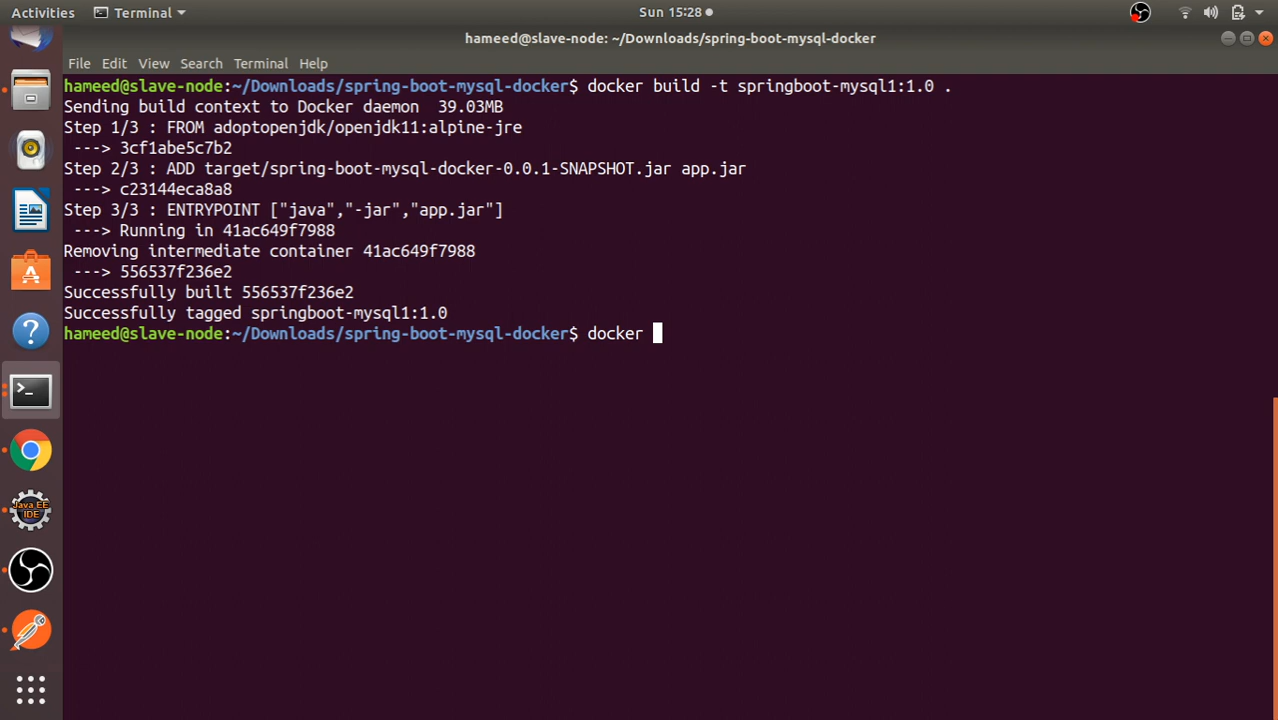 Activities Terminal Sun 15:28
hameed@slave-node: ~/Downloads/spring-boot-mysql-docker
File Edit View Search Terminal Help
hameed@slave-node:~/Downloads/spring-boot-mysql-docker$ docker build -t springboot-mysql1:1.0 .
Sending build context to Docker daemon  39.03MB
Step 1/3 : FROM adoptopenjdk/openjdk11:alpine-jre
 ---> 3cf1abe5c7b2
Step 2/3 : ADD target/spring-boot-mysql-docker-0.0.1-SNAPSHOT.jar app.jar
 ---> c23144eca8a8
Step 3/3 : ENTRYPOINT ["java","-jar","app.jar"]
 ---> Running in 41ac649f7988
Removing intermediate container 41ac649f7988
 ---> 556537f236e2
Successfully built 556537f236e2
Successfully tagged springboot-mysql1:1.0
hameed@slave-node:~/Downloads/spring-boot-mysql-docker$ docker
Java EE
IDE